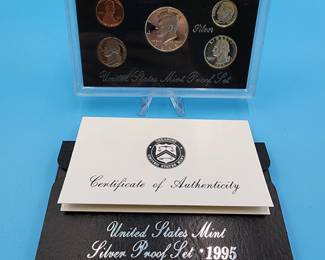 Silver
United States Mint Proof Set
Certificate of Authenticity
United States Mint
Silver Proof Set · 1995